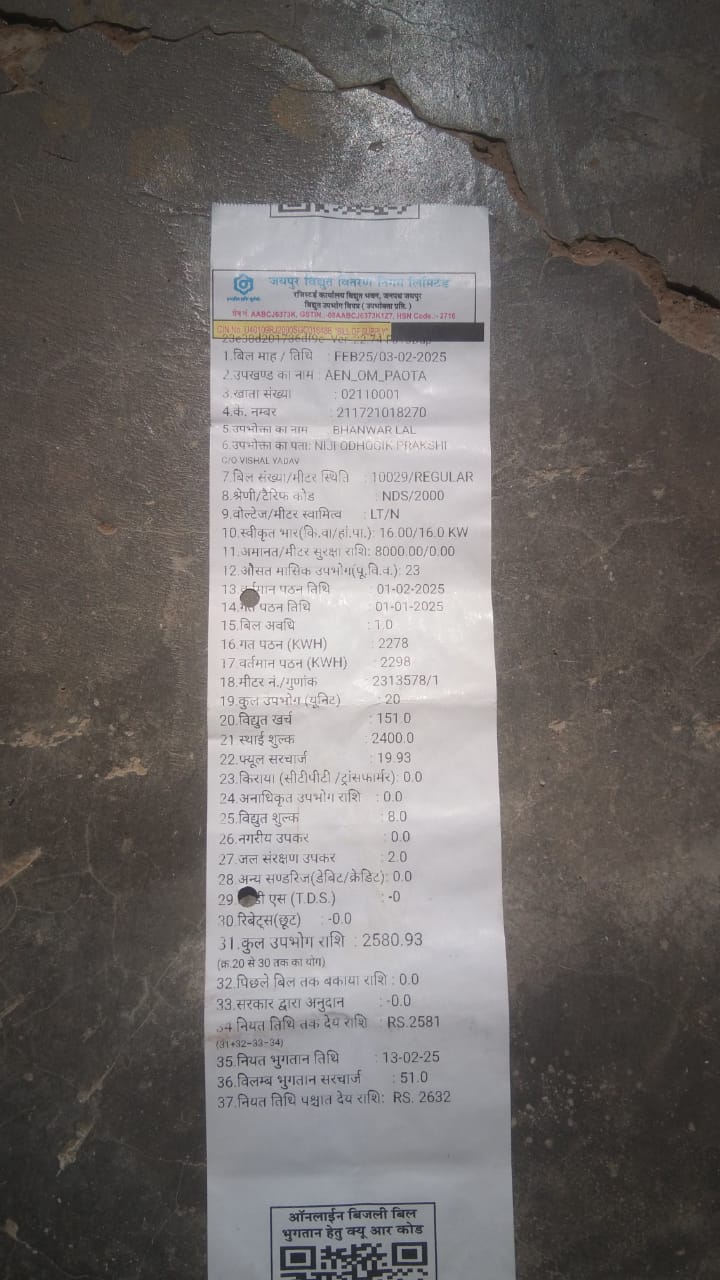 जयपुर विद्युत वितरण निगम लिमिटेड
रजिस्टर्ड कार्यालय विद्युत भवन, जनपथ जयपुर
विद्युत उपभोग विपत्र ( उपभोक्ता प्रति. )
पेन नं. AABCJ6373K, GSTIN.:-08AABCJ6373K1Z7, HSN Code.:- 2716
1.बिल माह / तिथि : FEB25/03-02-2025
2.उपखण्ड का नाम : AEN_OM_PAOTA
3.खाता संख्या : 02110001
4.के. नम्बर : 211721018270
5.उपभोक्ता का नाम : BHANWAR LAL
6.उपभोक्ता का पता: NIJI ODHOGIK PRAKSHI
C/O VISHAL YADAV
7.बिल संख्या/मीटर स्थिति : 10029/REGULAR
8.श्रेणी/टैरिफ कोड : NDS/2000
9.वोल्टेज/मीटर स्वामित्व : LT/N
10.स्वीकृत भार(कि.वा/हॉ.पा.): 16.00/16.0 KW
11.अमानत/मीटर सुरक्षा राशि: 8000.00/0.00
12.औसत मासिक उपभोग(पू.वि.व.): 23
13.वर्तमान पठन तिथि : 01-02-2025
14.गत पठन तिथि : 01-01-2025
15.बिल अवधि : 1.0
16.गत पठन (KWH) : 2278
17.वर्तमान पठन (KWH) : 2298
18.मीटर नं./गुणांक : 2313578/1
19.कुल उपभोग (यूनिट) : 20
20.विद्युत खर्च : 151.0
21 स्थाई शुल्क : 2400.0
22.फ्यूल सरचार्ज : 19.93
23.किराया (सीटीपीटी /ट्रांसफार्मर): 0.0
24.अनाधिकृत उपभोग राशि : 0.0
25.विद्युत शुल्क : 8.0
26.नगरीय उपकर : 0.0
27.जल संरक्षण उपकर : 2.0
28.अन्य सण्डरिज(डेबिट/क्रेडिट): 0.0
29. डी एस (T.D.S.) : -0
30.रिबेट्स(छूट) : -0.0
31.कुल उपभोग राशि : 2580.93
(क्र.20 से 30 तक का योग)
32.पिछले बिल तक बकाया राशि : 0.0
33.सरकार द्वारा अनुदान : -0.0
34 नियत तिथि तक देय राशि : RS.2581
(31+32-33-34)
35.नियत भुगतान तिथि : 13-02-25
36.विलम्ब भुगतान सरचार्ज : 51.0
37.नियत तिथि पश्चात देय राशि: RS. 2632
ऑनलाईन बिजली बिल
भुगतान हेतु क्यू आर कोड